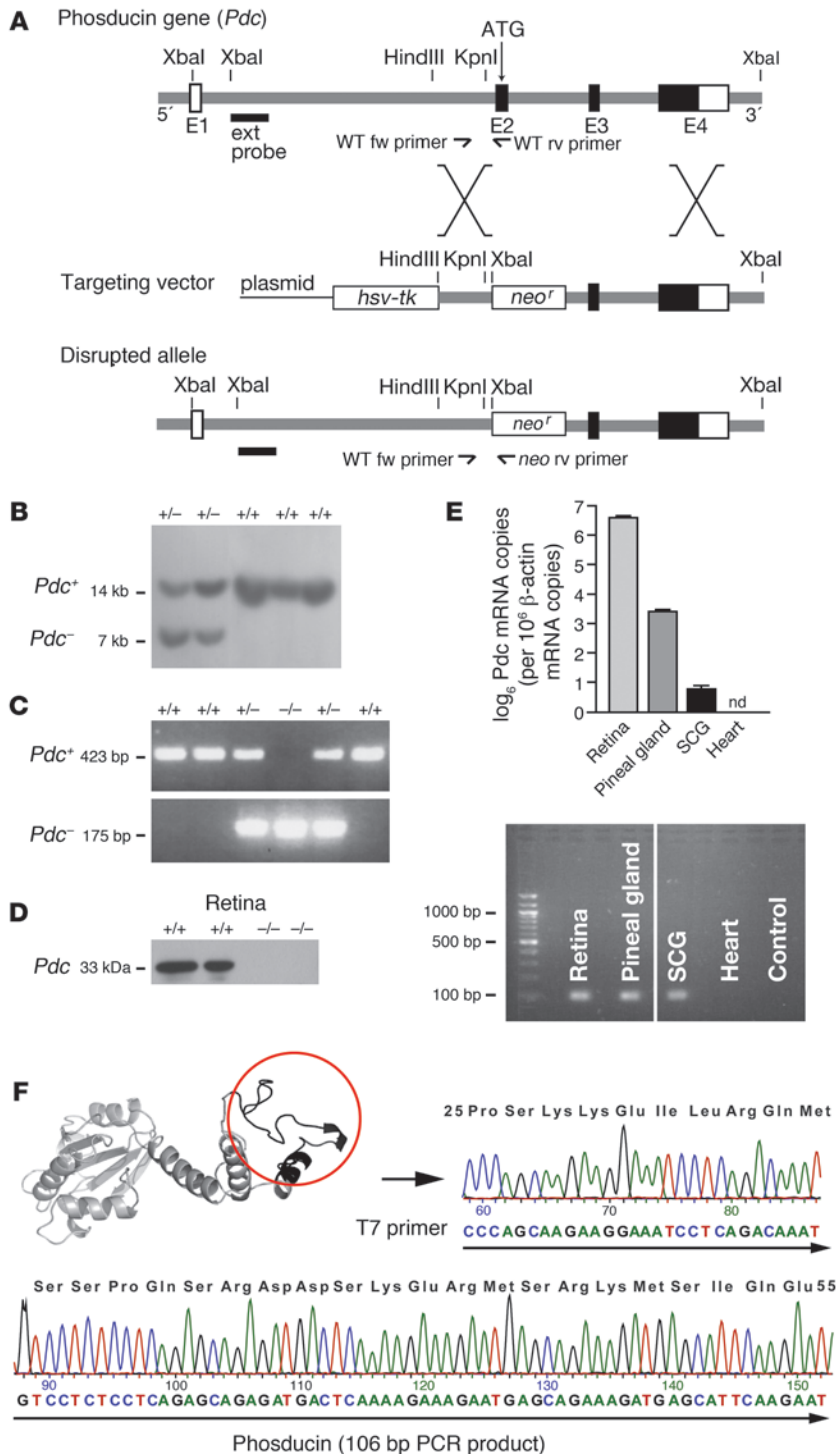 A
Phosducin gene (Pdc)
ATG
XbaI XbaI HindIII KpnI XbaI
5´ E1 E2 E3 E4 3´
ext
probe
WT fw primer WT rv primer
HindIII KpnI XbaI
Targeting vector plasmid hsv-tk neoʳ
Disrupted allele
XbaI XbaI HindIII KpnI XbaI XbaI
neoʳ
WT fw primer neo rv primer
B
+/– +/– +/+ +/+ +/+
Pdc⁺ 14 kb
Pdc⁻ 7 kb
C
+/+ +/+ +/– –/– +/– +/+
Pdc⁺ 423 bp
Pdc⁻ 175 bp
D
Retina
+/+ +/+ –/– –/–
Pdc 33 kDa
E
log₆ Pdc mRNA copies
(per 10⁶ β-actin
mRNA copies)
7
6
5
4
3
2
1
0
nd
Retina
Pineal gland
SCG
Heart
1000 bp
500 bp
100 bp
Retina
Pineal gland
SCG
Heart
Control
F
25 Pro Ser Lys Lys Glu Ile Leu Arg Gln Met
60 70 80
T7 primer
CCCAGCAAGAAGGAAATCCTCAGACAAAT
Ser Ser Pro Gln Ser Arg Asp Asp Ser Lys Glu Arg Met Ser Arg Lys Met Ser Ile Gln Glu 55
90 100 110 120 130 140 150
GTCCTCTCCTCAGAGCAGAGATGACTCAAAAGAAAGAATGAGCAGAAAGATGAGCATTCAAGAAT
Phosducin (106 bp PCR product)